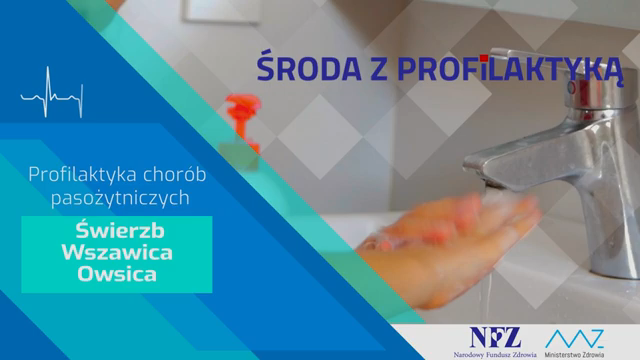 ŚRODA Z PROFiLAKTYKĄ
Profilaktyka chorób
pasożytniczych
Świerzb
Wszawica
Owsica
NFZ
Narodowy Fundusz Zdrowia
Ministerstwo Zdrowia